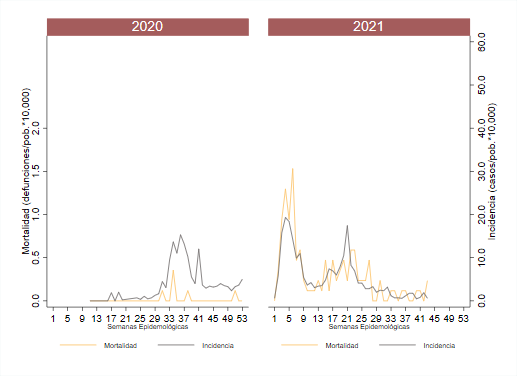 2020 2021
Mortalidad (defunciones/pob.*10,000)
2.0
1.5
1.0
0.5
0.0
60.0
50.0
40.0
30.0
20.0
10.0
0.0
Incidencia (casos/pob.*10,000)
1 5 9 13 17 21 25 29 33 37 41 45 49 53 1 5 9 13 17 21 25 29 33 37 41 45 49 53
Semanas Epidemológicas Semanas Epidemológicas
Mortalidad Incidencia Mortalidad Incidencia